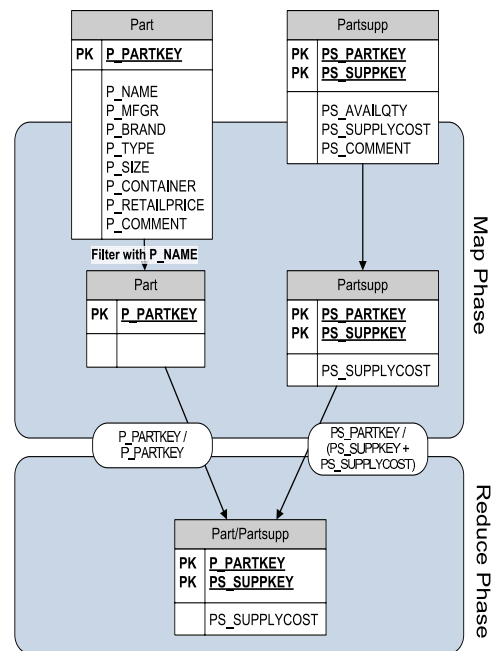 Part
PK P_PARTKEY
P_NAME
P_MFGR
P_BRAND
P_TYPE
P_SIZE
P_CONTAINER
P_RETAILPRICE
P_COMMENT
Partsupp
PK PS_PARTKEY
PK PS_SUPPKEY
PS_AVAILQTY
PS_SUPPLYCOST
PS_COMMENT
Filter with P_NAME
Part
PK P_PARTKEY
Partsupp
PK PS_PARTKEY
PK PS_SUPPKEY
PS_SUPPLYCOST
Map Phase
P_PARTKEY /
P_PARTKEY
PS_PARTKEY /
(PS_SUPPKEY +
PS_SUPPLYCOST)
Part/Partsupp
PK P_PARTKEY
PK PS_SUPPKEY
PS_SUPPLYCOST
Reduce Phase